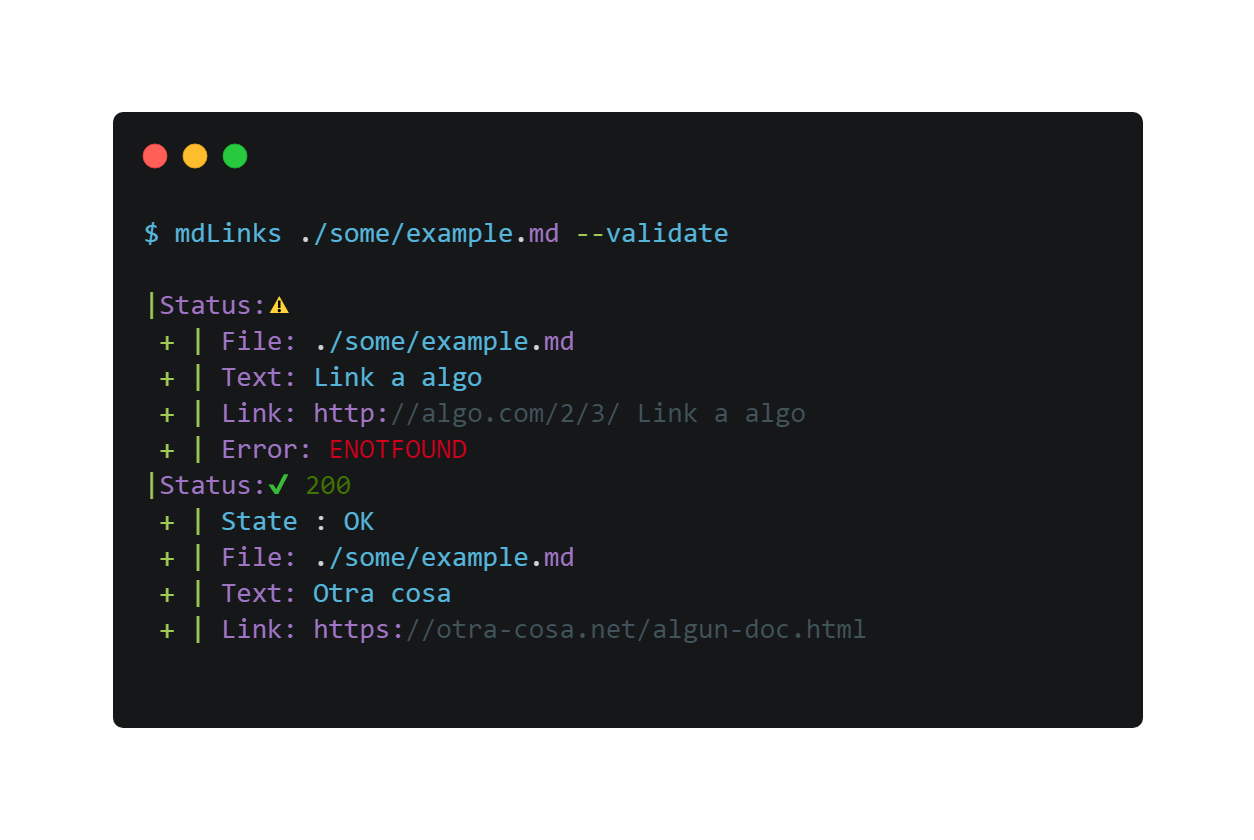 $ mdLinks ./some/example.md --validate
|Status:⚠
+ | File: ./some/example.md
+ | Text: Link a algo
+ | Link: http://algo.com/2/3/ Link a algo
+ | Error: ENOTFOUND
|Status:✔ 200
+ | State : OK
+ | File: ./some/example.md
+ | Text: Otra cosa
+ | Link: https://otra-cosa.net/algun-doc.html